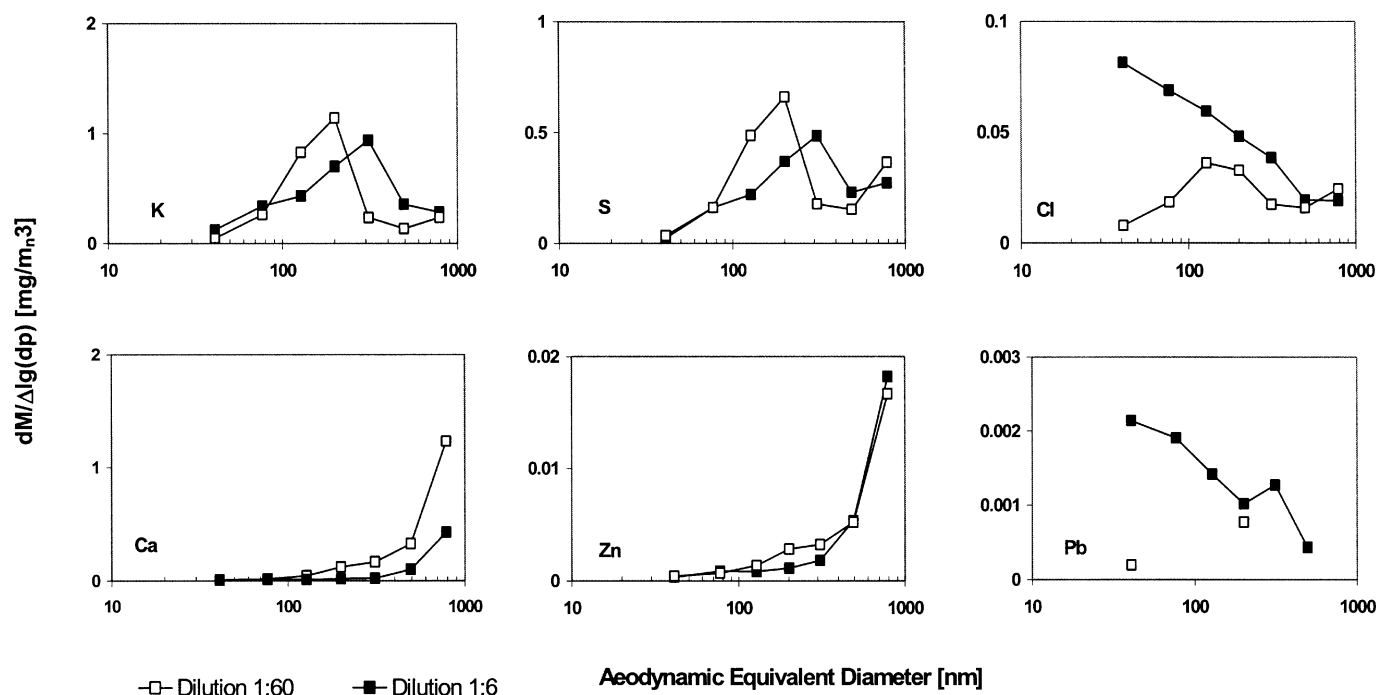 dM/Δlg(dp) [mg/mn3]
2
1
0
K
10 100 1000
1
0.5
0
S
10 100 1000
0.1
0.05
0
Cl
10 100 1000
2
1
0
Ca
10 100 1000
0.02
0.01
0
Zn
10 100 1000
0.003
0.002
0.001
0
Pb
10 100 1000
Dilution 1:60 Dilution 1:6
Aeodynamic Equivalent Diameter [nm]